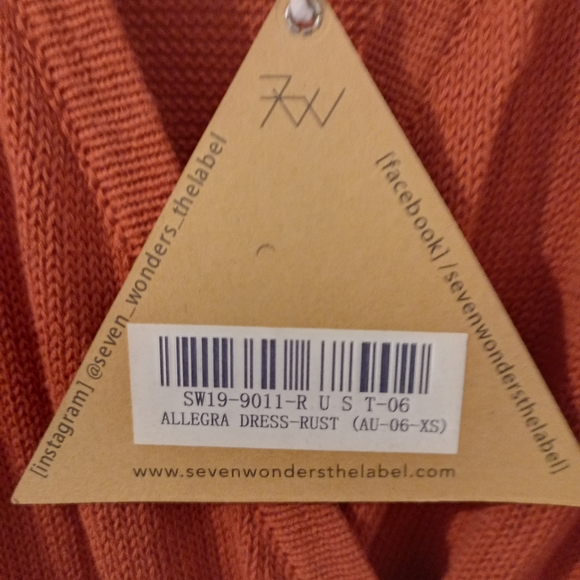 7W
[instagram] @seven_wonders_thelabel
[facebook] /sevenwondersthelabel]
SW19-9011-R U S T-06
ALLEGRA DRESS-RUST (AU-06-XS)
www.sevenwondersthelabel.com